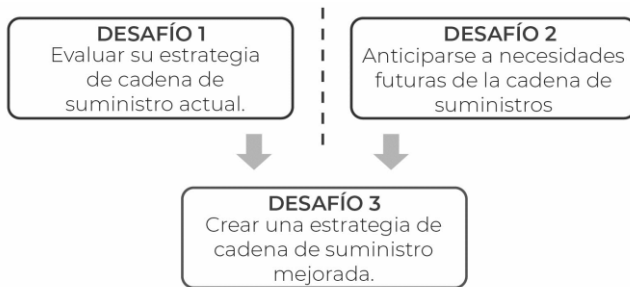 DESAFÍO 1
Evaluar su estrategia
de cadena de
suministro actual.
DESAFÍO 2
Anticiparse a necesidades
futuras de la cadena de
suministros
DESAFÍO 3
Crear una estrategia de
cadena de suministro
mejorada.